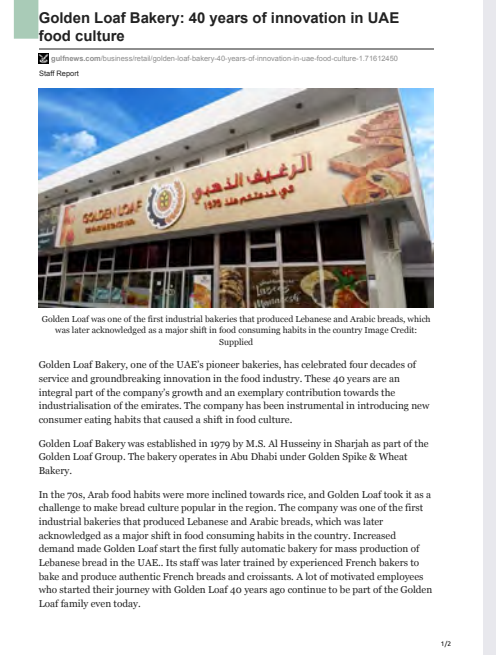 Golden Loaf Bakery: 40 years of innovation in UAE
food culture
gulfnews.com/business/retail/golden-loaf-bakery-40-years-of-innovation-in-uae-food-culture-1.71612450
Staff Report
الرغيف الذهبي
في خدمتكم منذ 1979
GOLDEN LOAF
Golden Loaf was one of the first industrial bakeries that produced Lebanese and Arabic breads, which
was later acknowledged as a major shift in food consuming habits in the country Image Credit:
Supplied
Golden Loaf Bakery, one of the UAE's pioneer bakeries, has celebrated four decades of
service and groundbreaking innovation in the food industry. These 40 years are an
integral part of the company's growth and an exemplary contribution towards the
industrialisation of the emirates. The company has been instrumental in introducing new
consumer eating habits that caused a shift in food culture.
Golden Loaf Bakery was established in 1979 by M.S. Al Husseiny in Sharjah as part of the
Golden Loaf Group. The bakery operates in Abu Dhabi under Golden Spike & Wheat
Bakery.
In the 70s, Arab food habits were more inclined towards rice, and Golden Loaf took it as a
challenge to make bread culture popular in the region. The company was one of the first
industrial bakeries that produced Lebanese and Arabic breads, which was later
acknowledged as a major shift in food consuming habits in the country. Increased
demand made Golden Loaf start the first fully automatic bakery for mass production of
Lebanese bread in the UAE.. Its staff was later trained by experienced French bakers to
bake and produce authentic French breads and croissants. A lot of motivated employees
who started their journey with Golden Loaf 40 years ago continue to be part of the Golden
Loaf family even today.
1/2